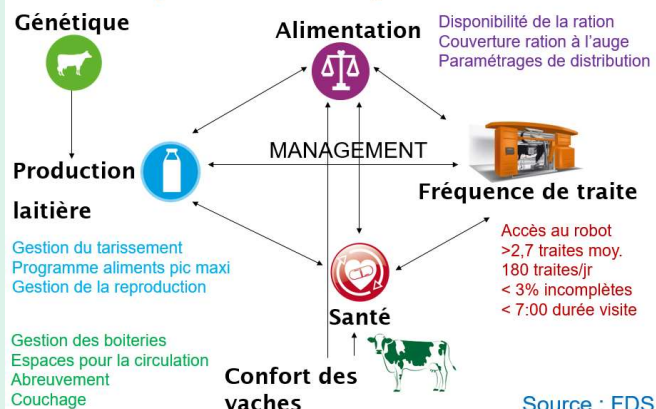 Génétique
Alimentation
Disponibilité de la ration
Couverture ration à l'auge
Paramétrages de distribution
MANAGEMENT
Production
laitière
Fréquence de traite
Gestion du tarissement
Programme aliments pic maxi
Gestion de la reproduction
Accès au robot
>2,7 traites moy.
180 traites/jr
< 3% incomplètes
< 7:00 durée visite
Santé
Gestion des boiteries
Espaces pour la circulation
Abreuvement
Couchage
Confort des
vaches
Source : EDS